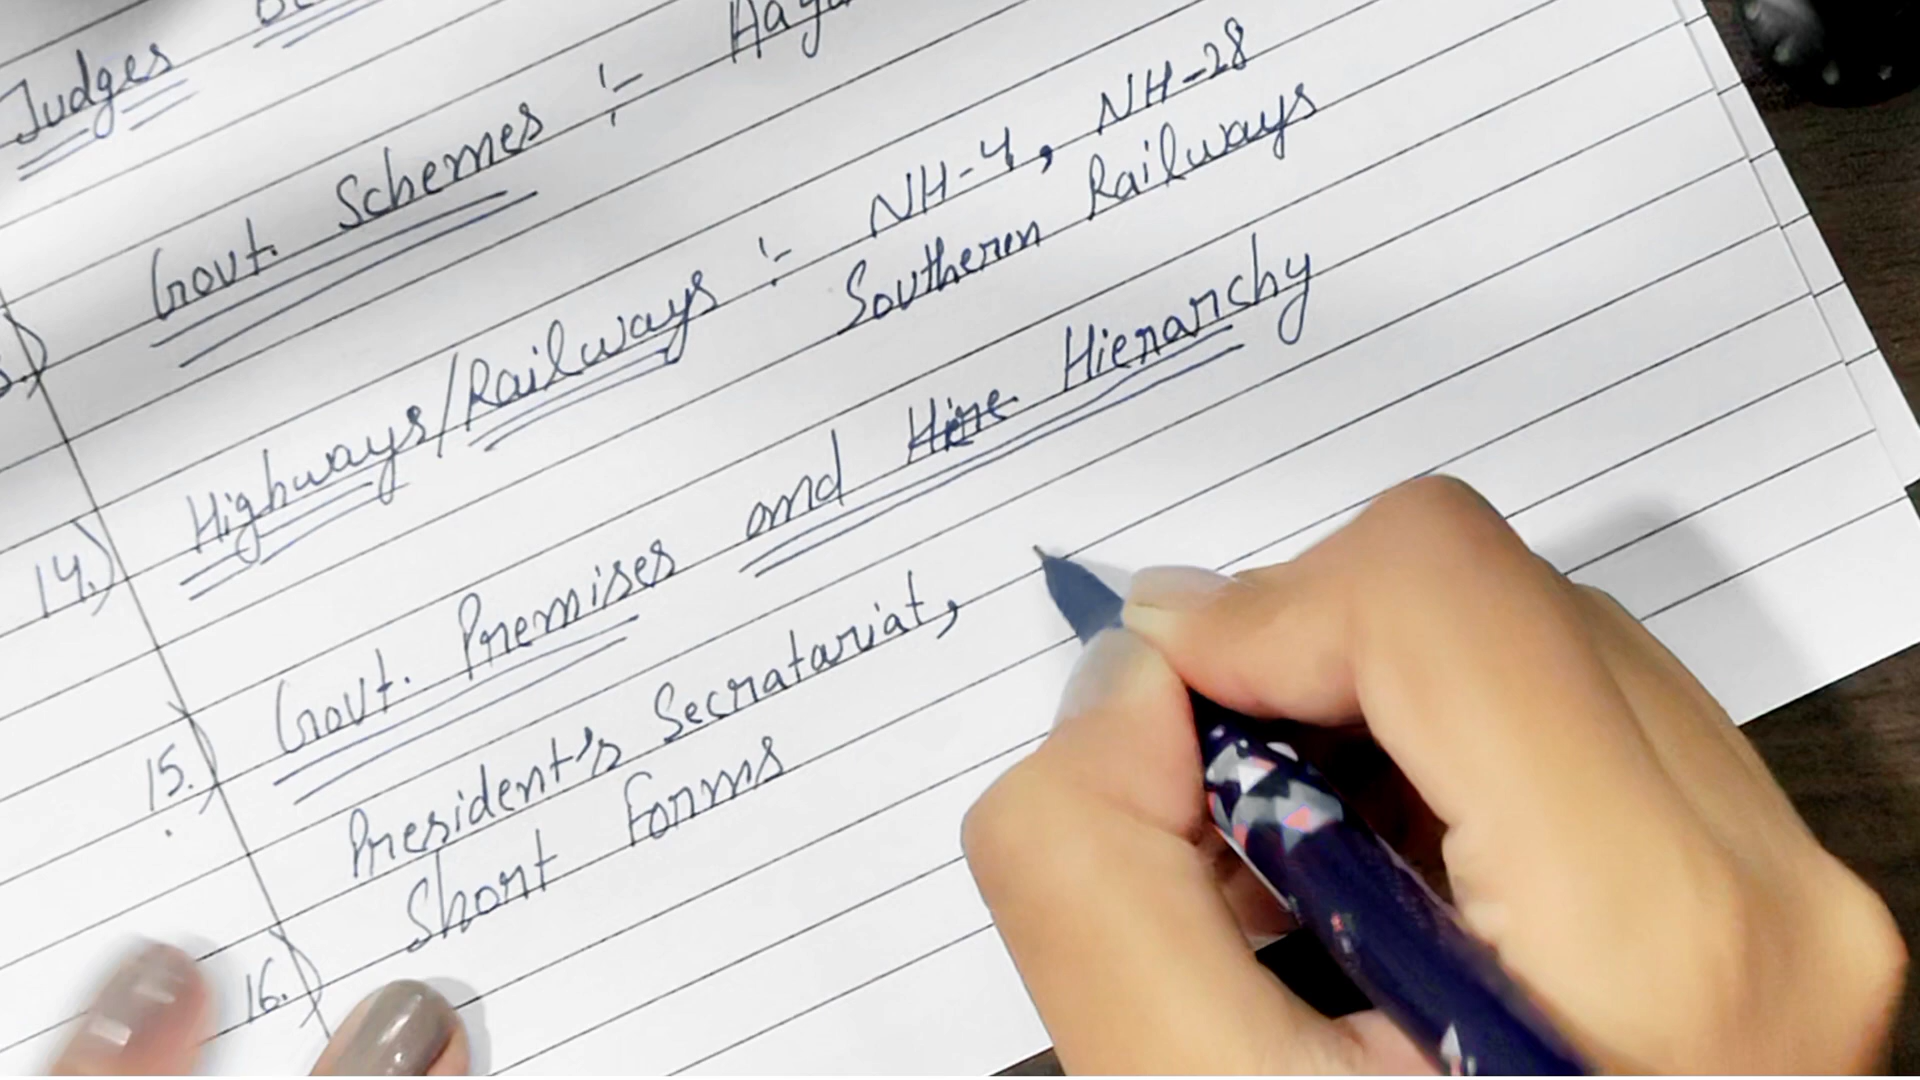 Judges
Govt. Schemes :-
14.) Highways/Railways :- NH-4, NH-28
Southern Railways
15.) Govt. Premises and Hire Hierarchy
President's Secratariat,
16.) Short Forms